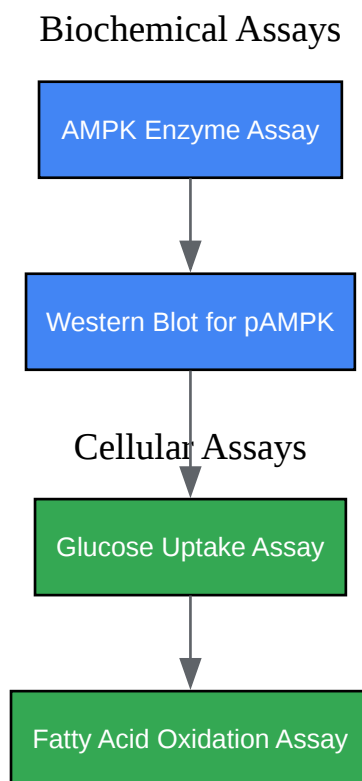 Biochemical Assays
AMPK Enzyme Assay
Western Blot for pAMPK
Cellular Assays
Glucose Uptake Assay
Fatty Acid Oxidation Assay